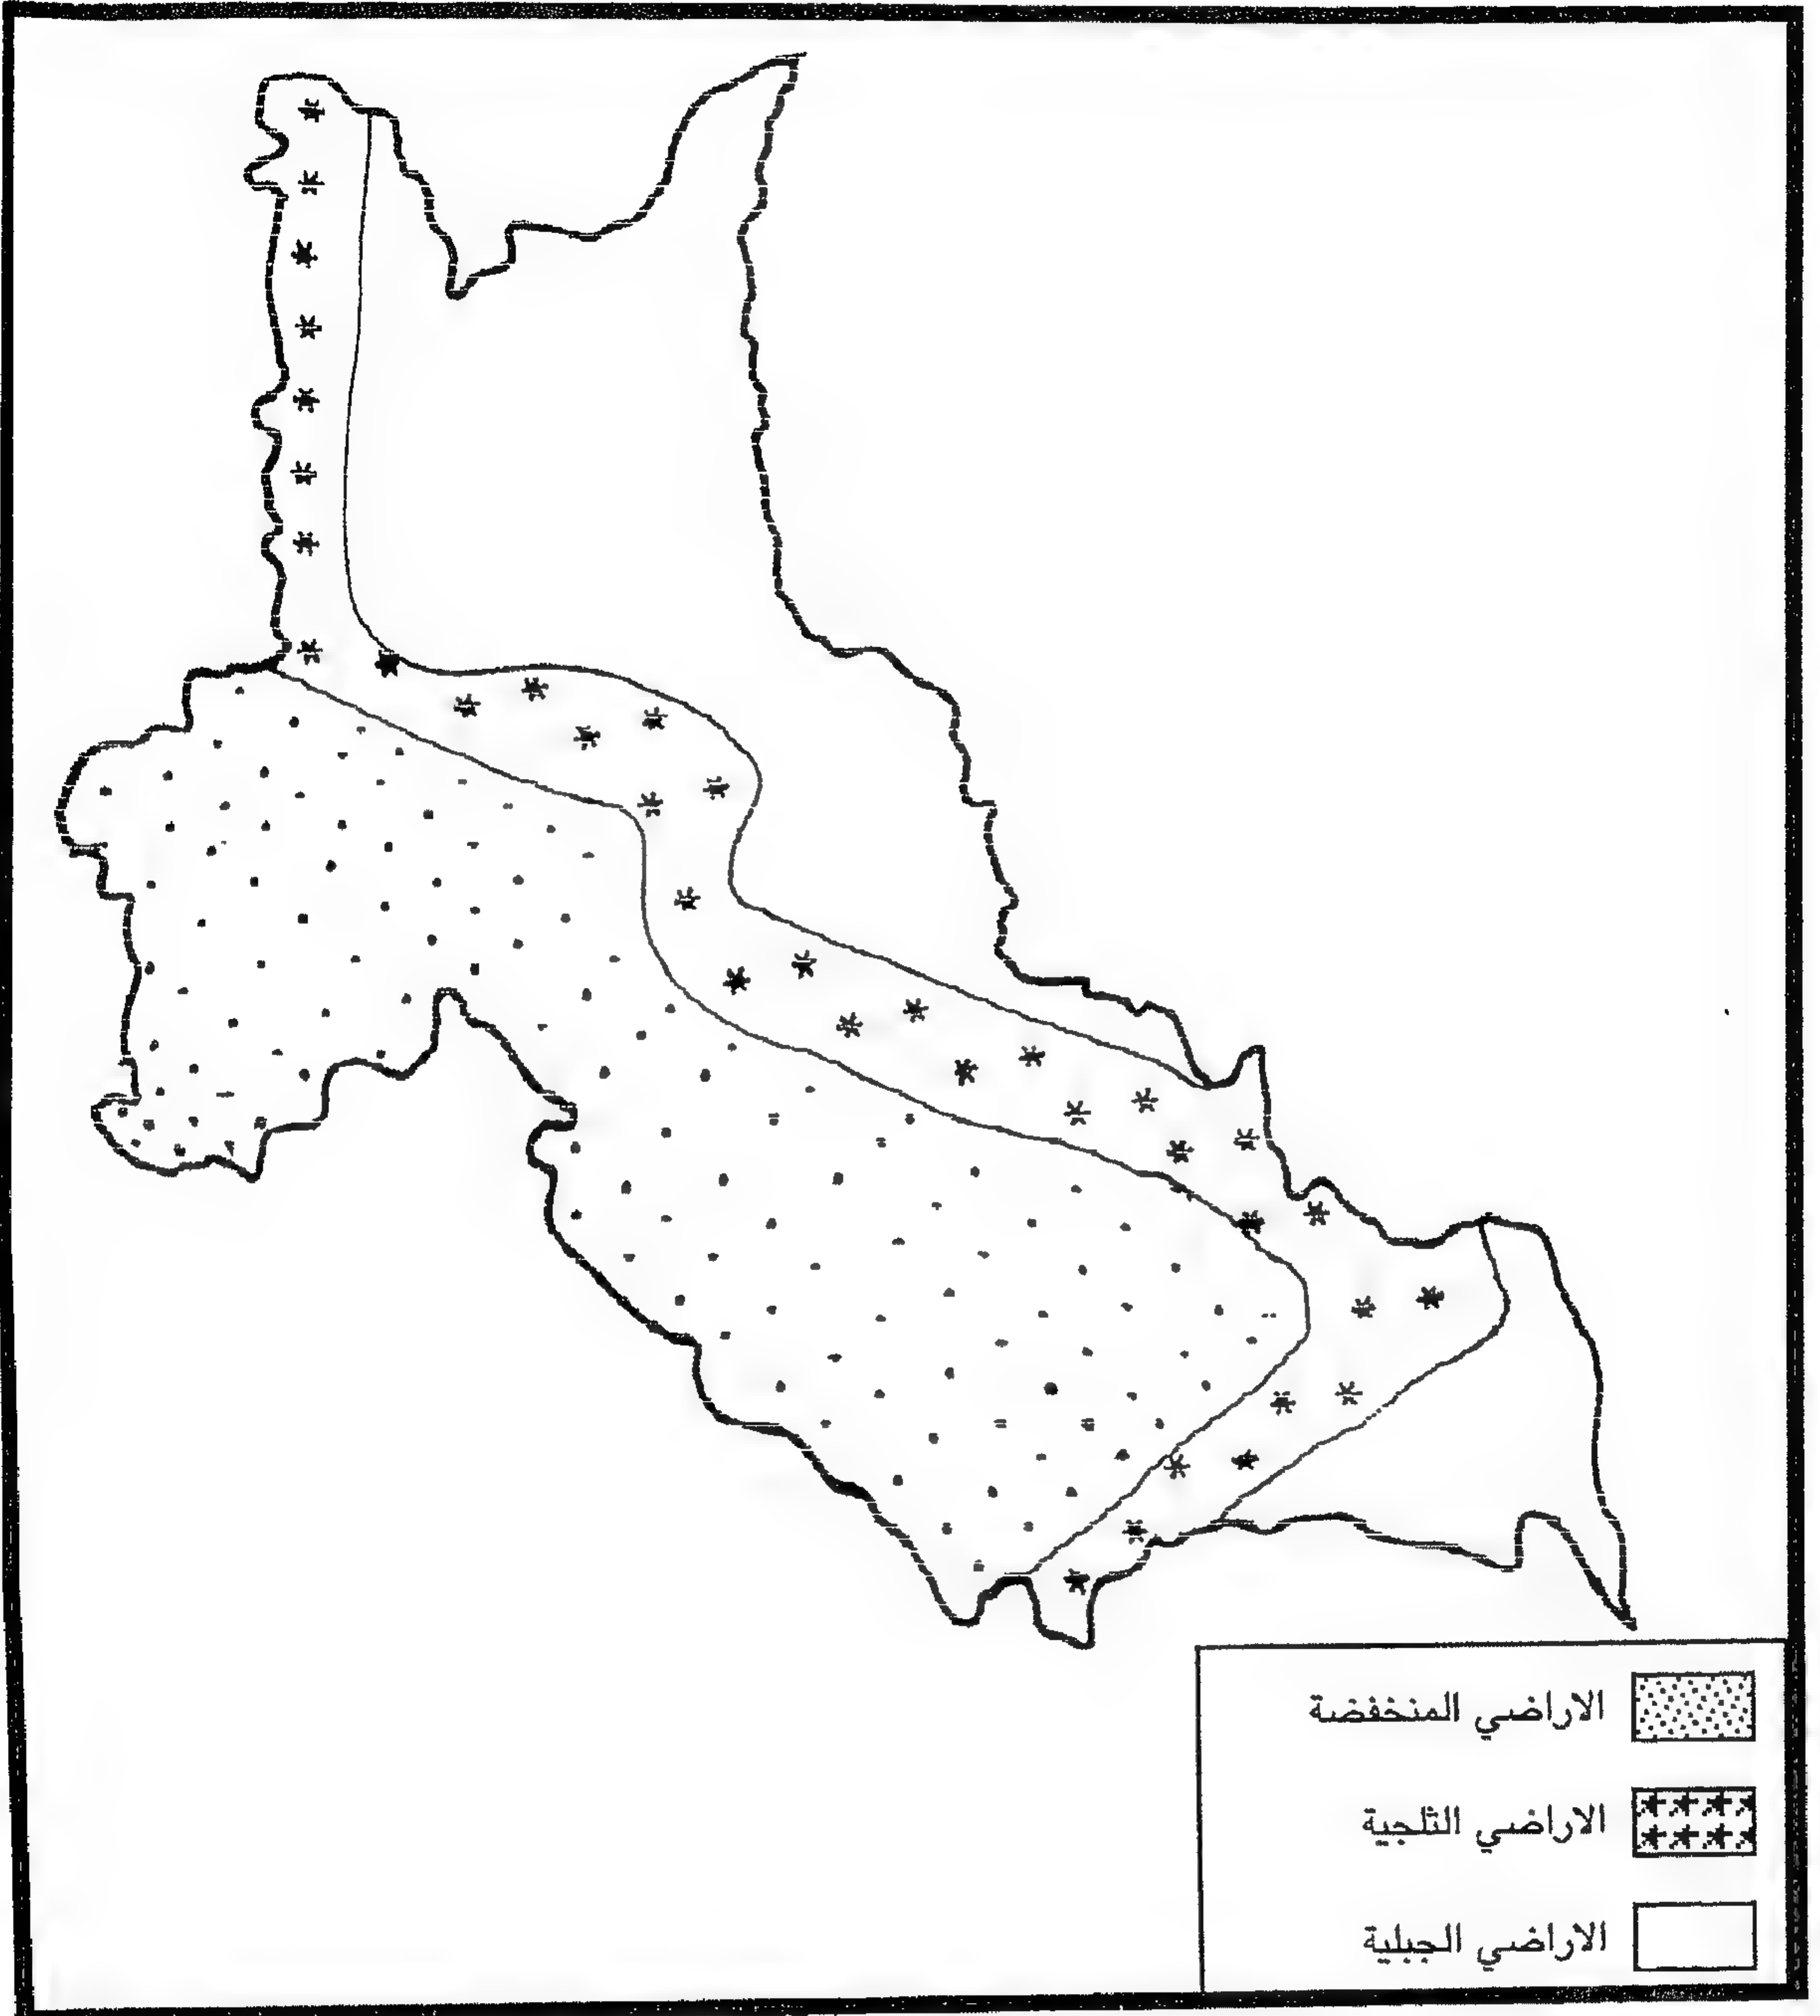 الاراضي المنخفضة
الاراضي الثلجية
الاراضي الجبلية